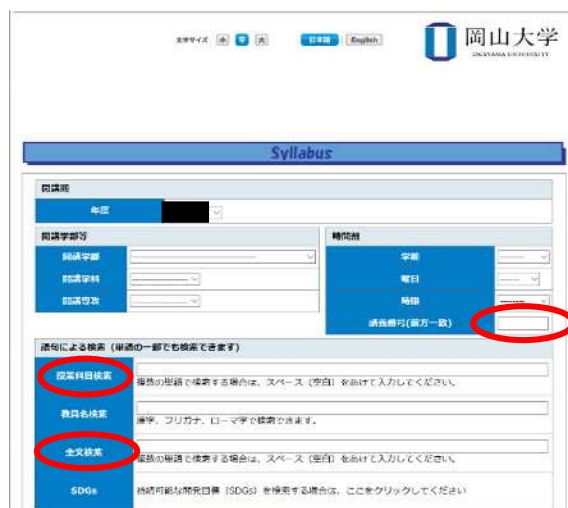 文字サイズ 小 中 大 日本語 English
岡山大学
OKAYAMA UNIVERSITY
Syllabus
開講期
年度
開講学部等
時間割
開講学部
学期
開講学科
曜日
開講専攻
時限
講義番号(前方一致)
語句による検索 (単語の一部でも検索できます)
授業科目検索
複数の単語で検索する場合は、スペース (空白) をあけて入力してください。
教員名検索
漢字、フリガナ、ローマ字で検索できます。
全文検索
複数の単語で検索する場合は、スペース (空白) をあけて入力してください。
SDGs 持続可能な開発目標 (SDGs) を検索する場合は、ここをクリックしてください